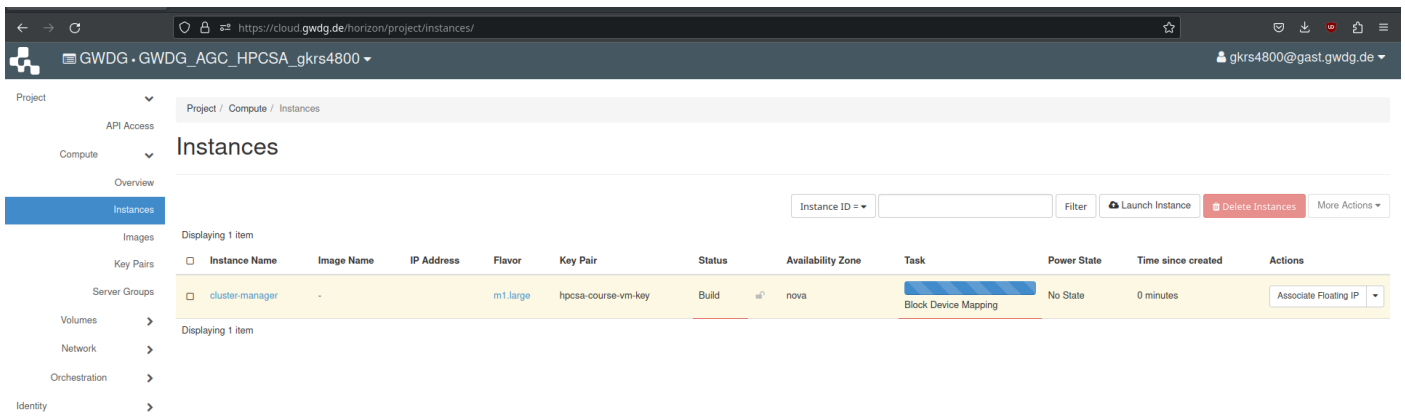 https://cloud.gwdg.de/horizon/project/instances/
GWDG • GWDG_AGC_HPCSA_gkrs4800
gkrs4800@gast.gwdg.de
Project
API Access
Compute
Overview
Instances
Images
Key Pairs
Server Groups
Volumes
Network
Orchestration
Identity
Project / Compute / Instances
Instances
Instance ID = Filter Launch Instance Delete Instances More Actions
Displaying 1 item
Instance Name Image Name IP Address Flavor Key Pair Status Availability Zone Task Power State Time since created Actions
cluster-manager - m1.large hpcsa-course-vm-key Build nova Block Device Mapping No State 0 minutes Associate Floating IP
Displaying 1 item